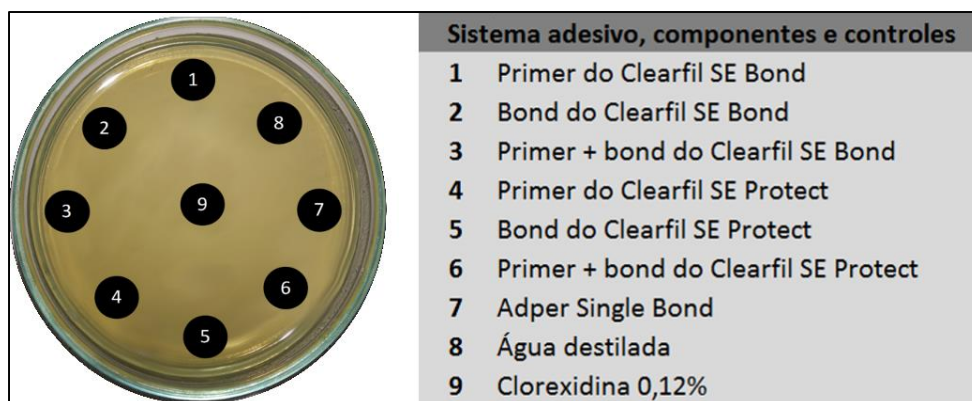 1
2
8
3
9
7
4
6
5
Sistema adesivo, componentes e controles
1 Primer do Clearfil SE Bond
2 Bond do Clearfil SE Bond
3 Primer + bond do Clearfil SE Bond
4 Primer do Clearfil SE Protect
5 Bond do Clearfil SE Protect
6 Primer + bond do Clearfil SE Protect
7 Adper Single Bond
8 Água destilada
9 Clorexidina 0,12%